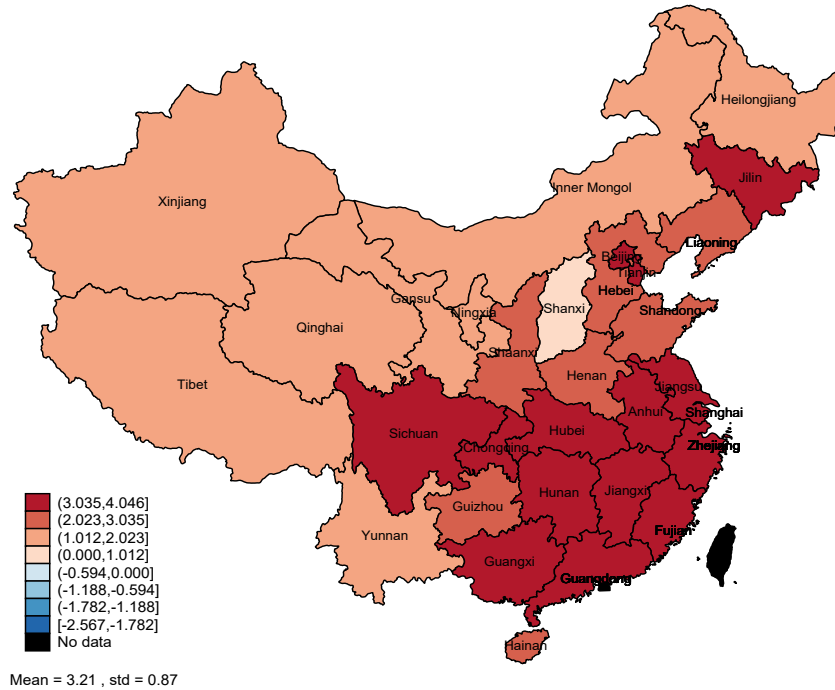 Heilongjiang
Jilin
Inner Mongol
Xinjiang
Liaoning
Beijing
Tianjin
Hebei
Gansu
Shanxi
Shandong
Ningxia
Qinghai
Shaanxi
Henan
Tibet
Jiangsu
Anhui
Shanghai
Sichuan
Hubei
Zhejiang
Chongqing
Hunan
Jiangxi
Guizhou
Yunnan
Fujian
Guangxi
Guangdong
Hainan
(3.035,4.046]
(2.023,3.035]
(1.012,2.023]
(0.000,1.012]
(-0.594,0.000]
(-1.188,-0.594]
(-1.782,-1.188]
[-2.567,-1.782]
No data
Mean = 3.21 , std = 0.87